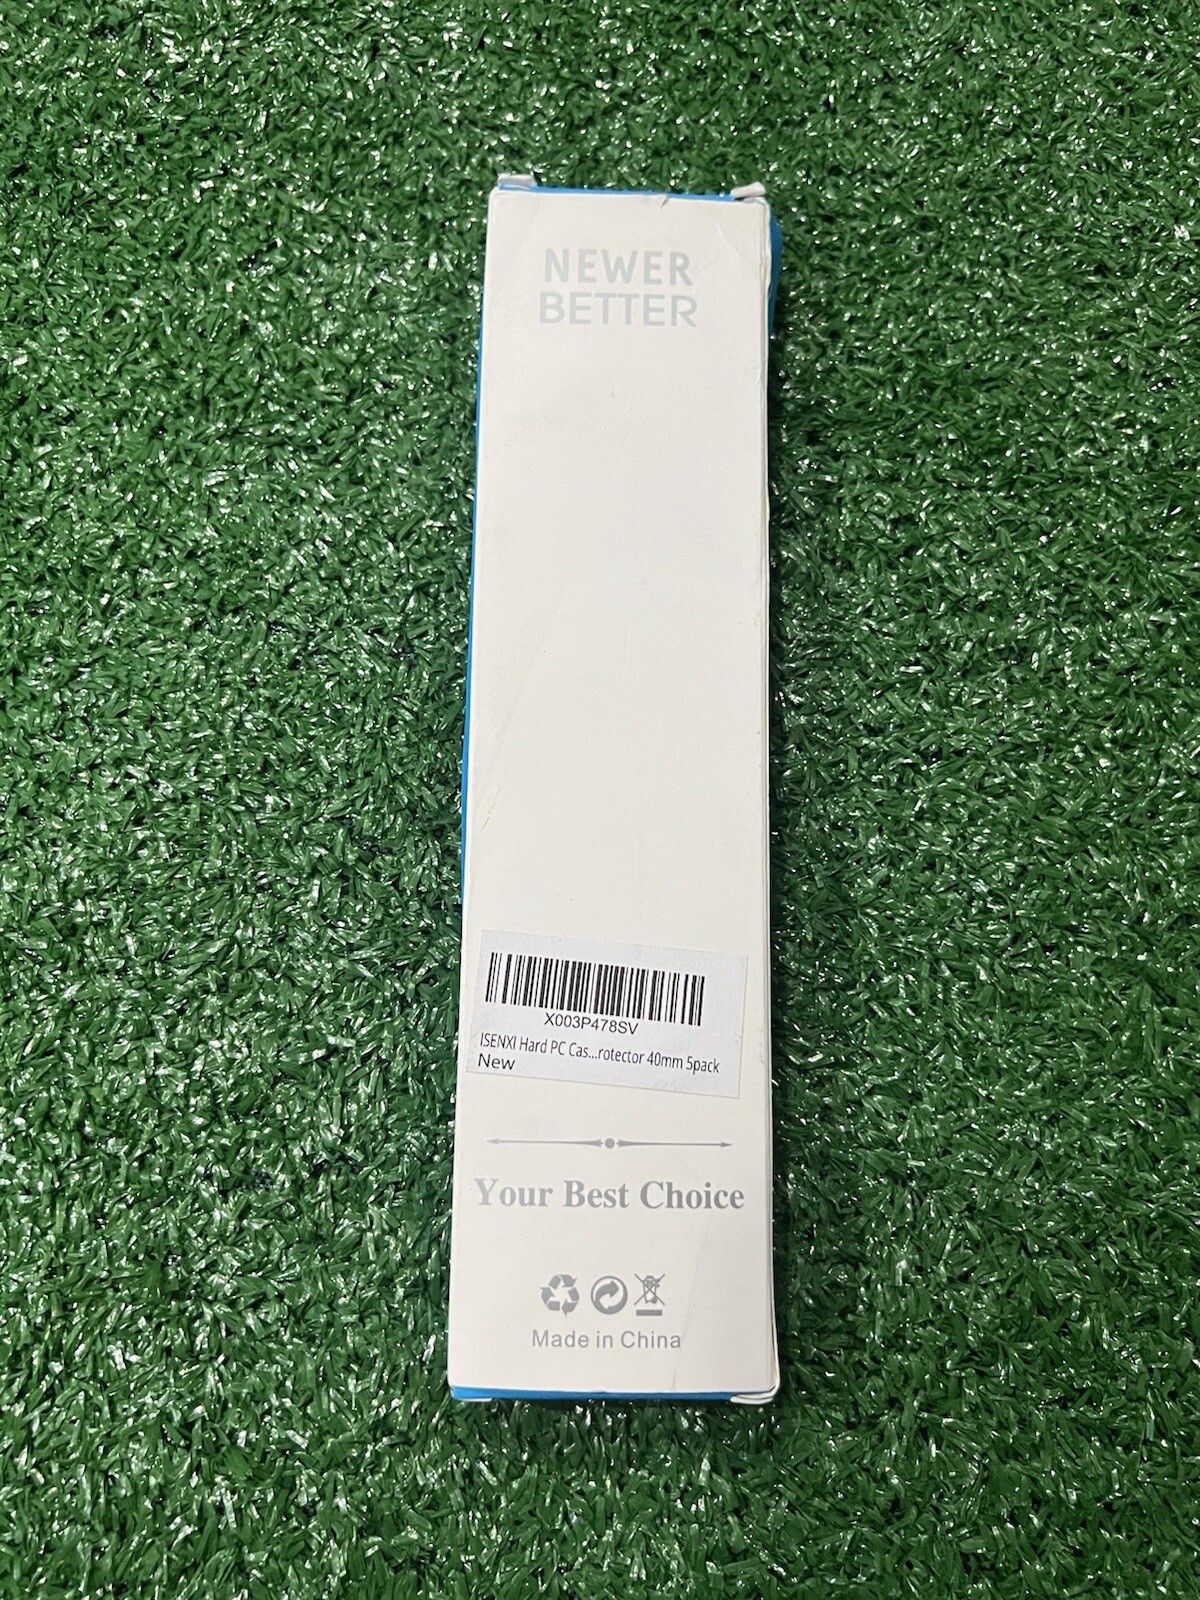 NEWER
BETTER
X003P478SV
ISENXI Hard PC Cas...rotector 40mm 5pack
New
Your Best Choice
Made in China